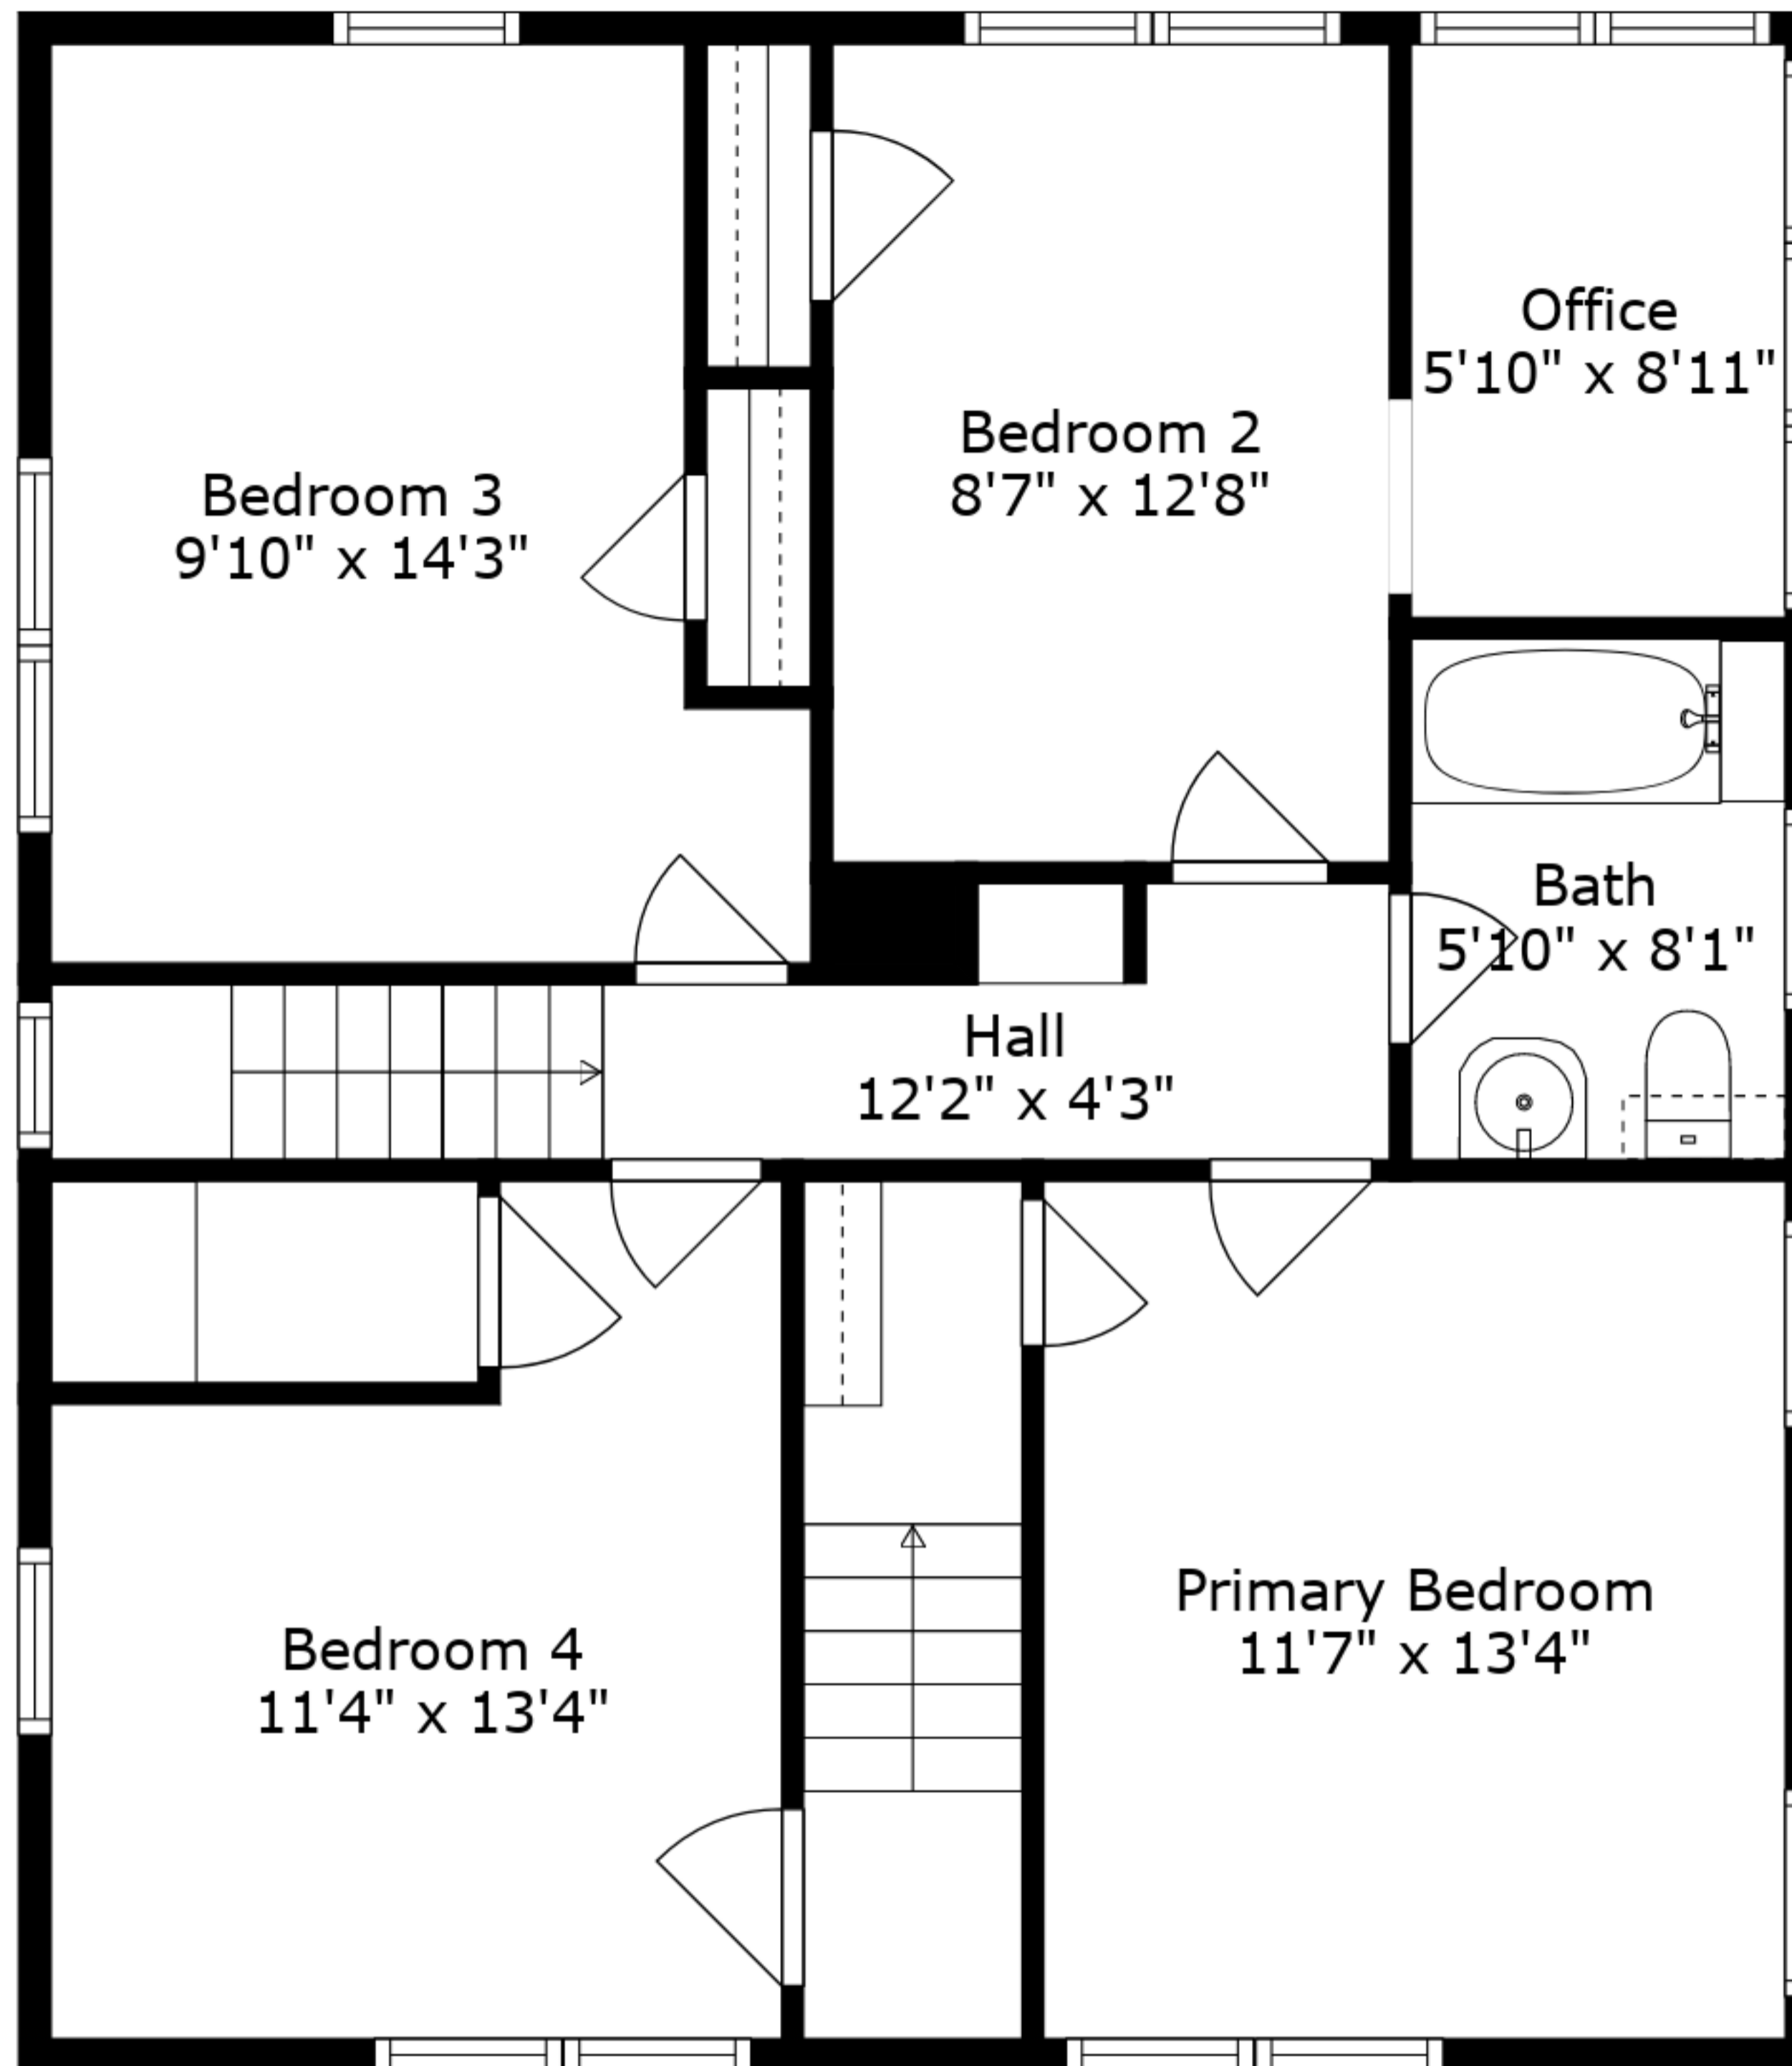 Office
5'10" x 8'11"
Bedroom 2
8'7" x 12'8"
Bedroom 3
9'10" x 14'3"
Bath
5'10" x 8'1"
Hall
12'2" x 4'3"
Primary Bedroom
11'7" x 13'4"
Bedroom 4
11'4" x 13'4"